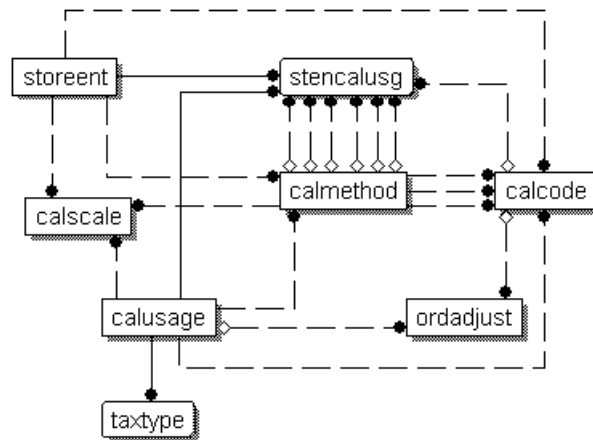 storeent
stencalusg
calmethod
calcode
calscale
calusage
ordadjust
taxtype